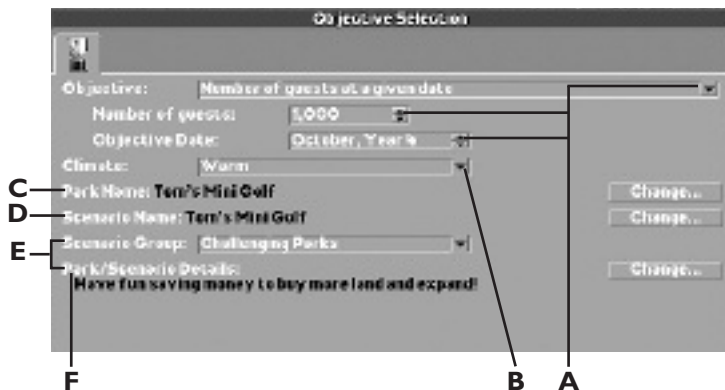 Objective Selection
Objective: Number of guests at a given date
Number of guests: 1,000
Objective Date: October, Year 4
Climate: Warm
C Park Name: Tom's Mini Golf Change...
D Scenario Name: Tom's Mini Golf Change...
E Scenario Group: Challenging Parks
Park/Scenario Details: Change...
Have fun saving money to buy more land and expand!
F B A